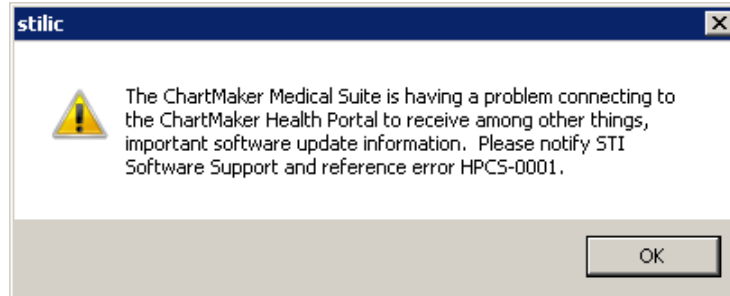 stilic
The ChartMaker Medical Suite is having a problem connecting to
the ChartMaker Health Portal to receive among other things,
important software update information.  Please notify STI
Software Support and reference error HPCS-0001.
OK